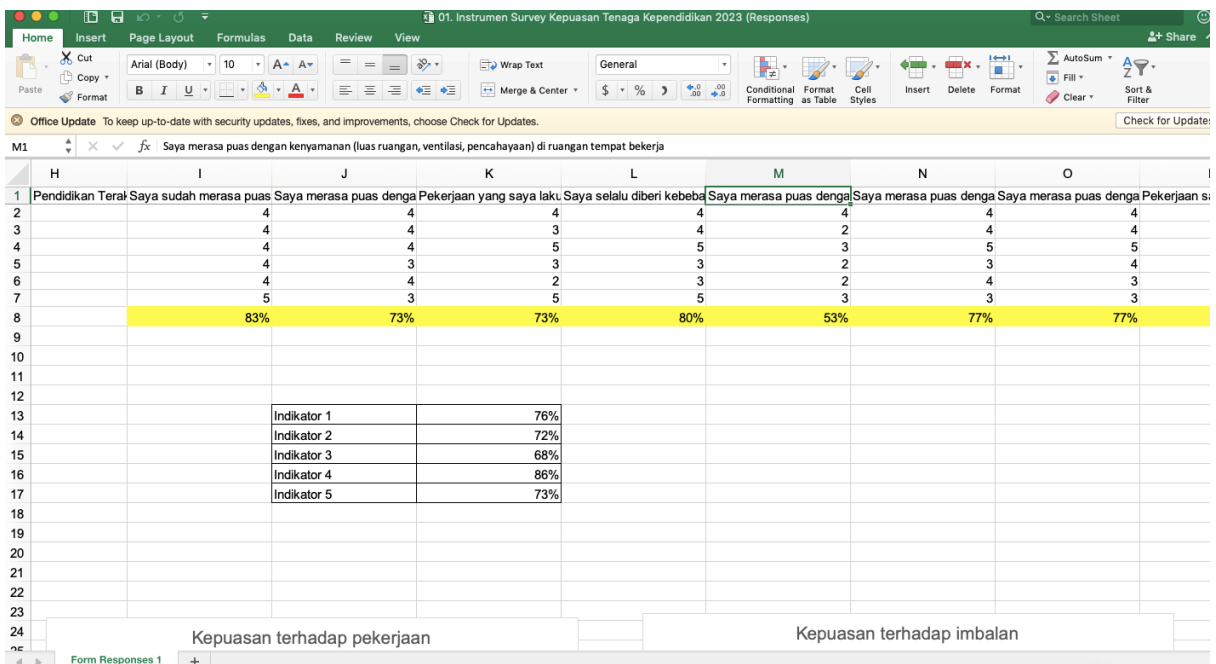 01. Instrumen Survey Kepuasan Tenaga Kependidikan 2023 (Responses) Search Sheet
Home Insert Page Layout Formulas Data Review View Share
Paste Cut Copy Format
Arial (Body) 10 A A Wrap Text General
B I U A Merge & Center $ % Conditional Formatting Format as Table Cell Styles Insert Delete Format AutoSum Fill Clear Sort & Filter
Office Update To keep up-to-date with security updates, fixes, and improvements, choose Check for Updates. Check for Updates
M1 fx Saya merasa puas dengan kenyamanan (luas ruangan, ventilasi, pencahayaan) di ruangan tempat bekerja
H I J K L M N O
1 Pendidikan Terak Saya sudah merasa puas Saya merasa puas denga Pekerjaan yang saya laku Saya selalu diberi kebeba Saya merasa puas denga Saya merasa puas denga Saya merasa puas denga Pekerjaan sa
2 4 4 4 4 4 4 4
3 4 4 3 4 2 4 4
4 4 4 5 5 3 5 5
5 4 3 3 3 2 3 4
6 4 4 2 3 2 4 3
7 5 3 5 5 3 3 3
8 83% 73% 73% 80% 53% 77% 77%
9
10
11
12
13 Indikator 1 76%
14 Indikator 2 72%
15 Indikator 3 68%
16 Indikator 4 86%
17 Indikator 5 73%
18
19
20
21
22
23
24 Kepuasan terhadap pekerjaan Kepuasan terhadap imbalan
25
Form Responses 1 +